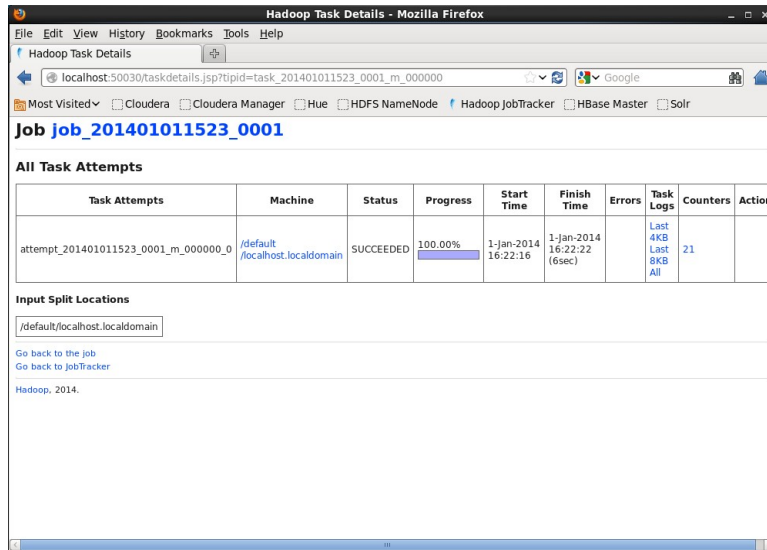 Hadoop Task Details - Mozilla Firefox
File Edit View History Bookmarks Tools Help
Hadoop Task Details
localhost:50030/taskdetails.jsp?tipid=task_201401011523_0001_m_000000
Google
Most Visited Cloudera Cloudera Manager Hue HDFS NameNode Hadoop JobTracker HBase Master Solr
Job job_201401011523_0001
All Task Attempts
Task Attempts Machine Status Progress Start Time Finish Time Errors Task Logs Counters Action
attempt_201401011523_0001_m_000000_0 /default/localhost.localdomain SUCCEEDED 100.00% 1-Jan-2014 16:22:16 1-Jan-2014 16:22:22 (6sec) Last 4KB Last 8KB All 21
Input Split Locations
/default/localhost.localdomain
Go back to the job
Go back to JobTracker
Hadoop, 2014.